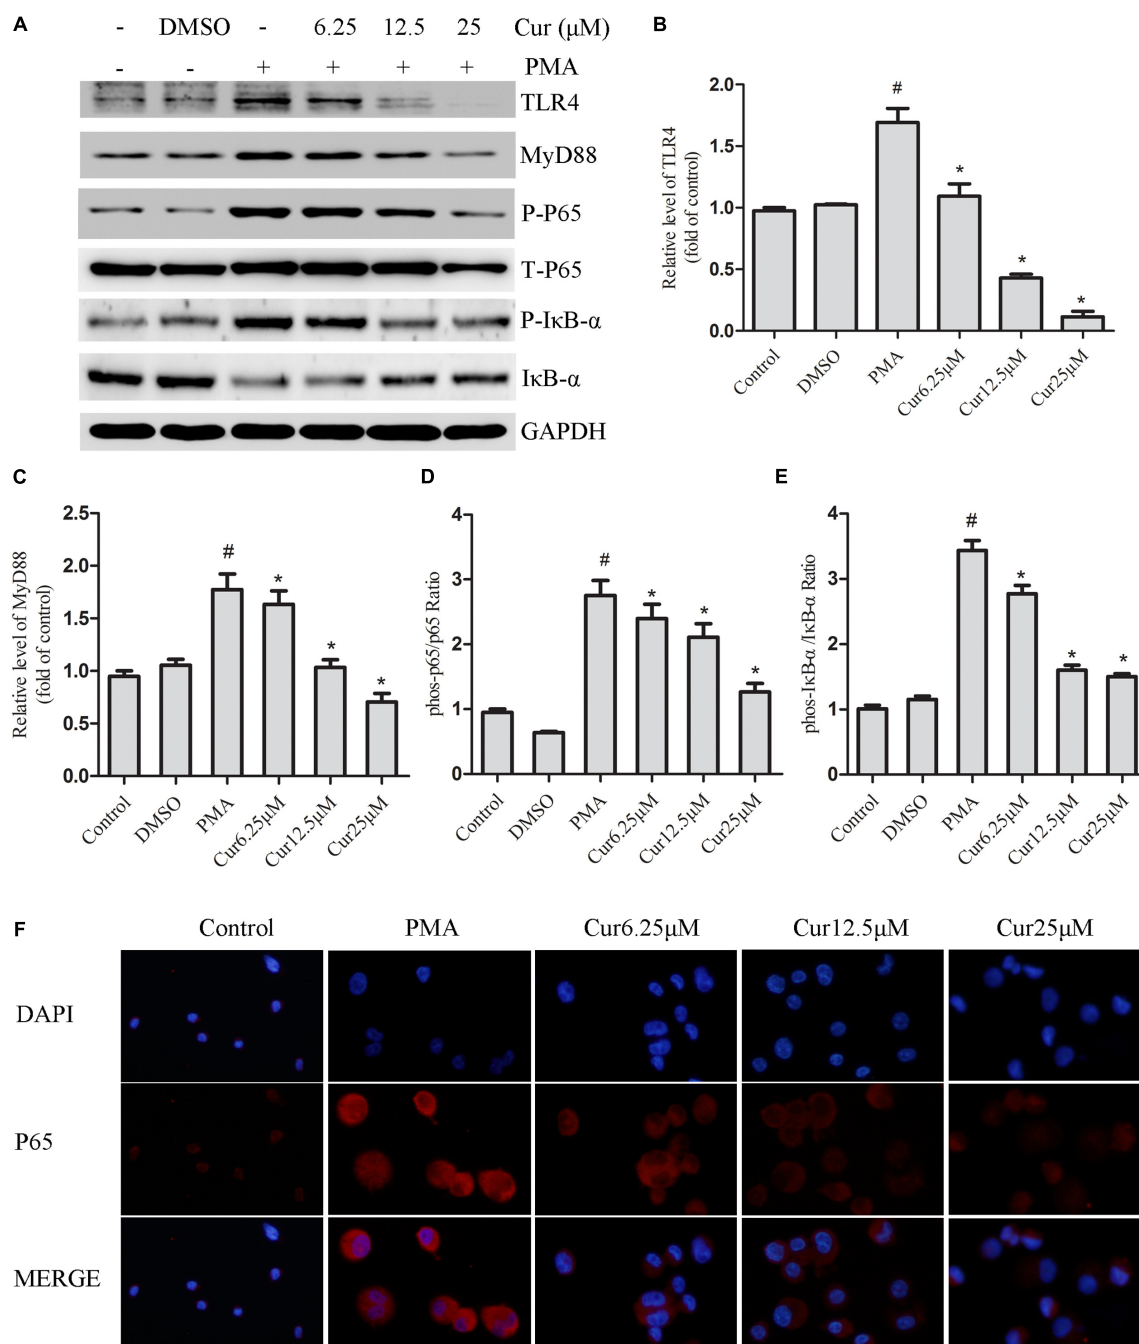 A
- DMSO - 6.25 12.5 25 Cur (μM)
- - + + + + PMA
TLR4
MyD88
P-P65
T-P65
P-IκB-α
IκB-α
GAPDH
B
Relative level of TLR4
(fold of control)
2.0
1.5
1.0
0.5
0.0
#
*
*
*
Control
DMSO
PMA
Cur6.25μM
Cur12.5μM
Cur25μM
C
Relative level of MyD88
(fold of control)
2.5
2.0
1.5
1.0
0.5
0.0
#
*
*
*
Control
DMSO
PMA
Cur6.25μM
Cur12.5μM
Cur25μM
D
phos-p65/p65 Ratio
4
3
2
1
0
#
*
*
*
Control
DMSO
PMA
Cur6.25μM
Cur12.5μM
Cur25μM
E
phos-IκB-α /IκB-α Ratio
4
3
2
1
0
#
*
*
*
Control
DMSO
PMA
Cur6.25μM
Cur12.5μM
Cur25μM
F
Control PMA Cur6.25μM Cur12.5μM Cur25μM
DAPI
P65
MERGE